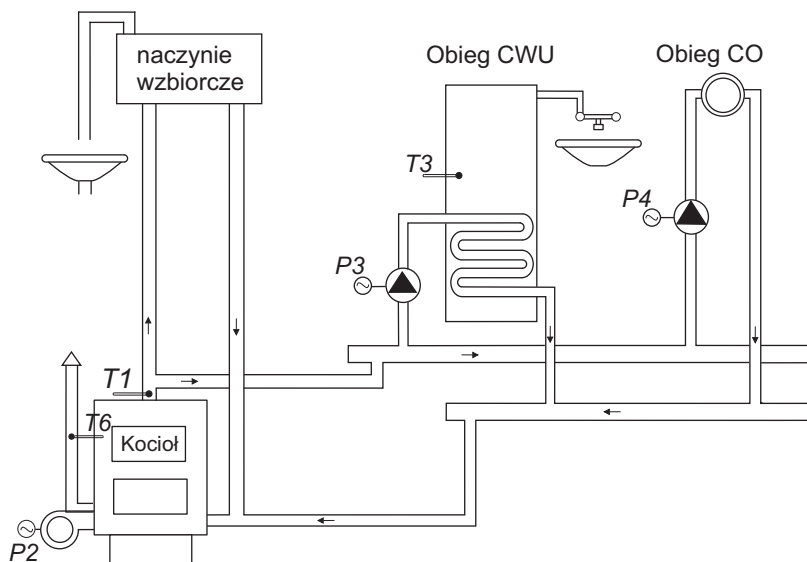 naczynie
wzbiorcze
Obieg CWU
Obieg CO
T3
P4
P3
T1
T6
Kocioł
P2